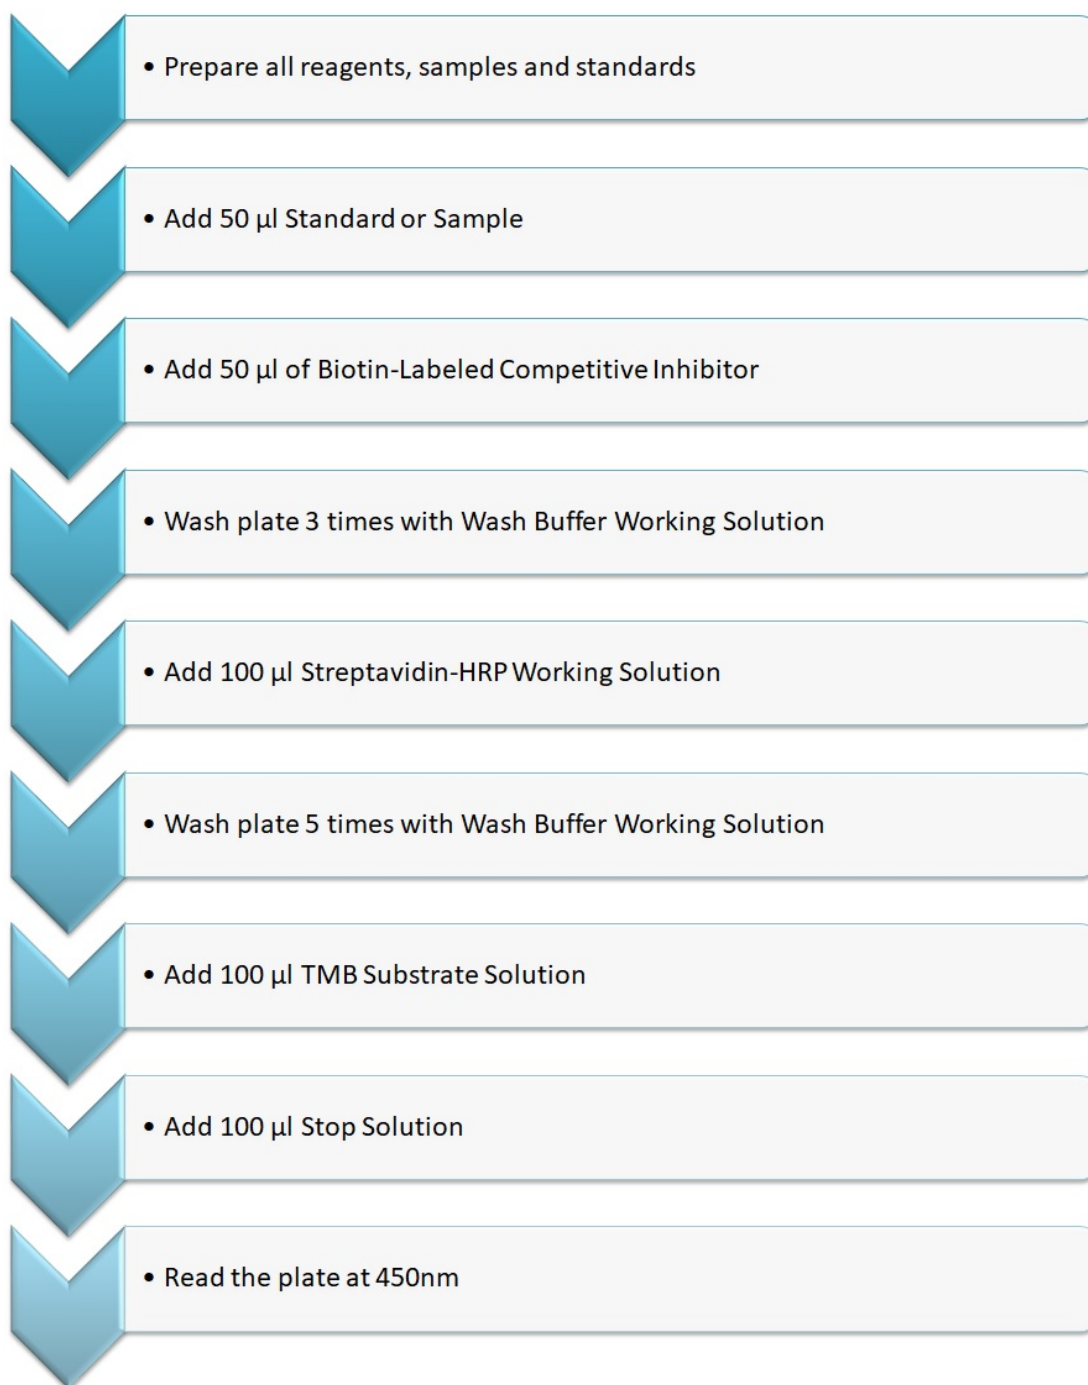 • Prepare all reagents, samples and standards
• Add 50 µl Standard or Sample
• Add 50 µl of Biotin-Labeled Competitive Inhibitor
• Wash plate 3 times with Wash Buffer Working Solution
• Add 100 µl Streptavidin-HRP Working Solution
• Wash plate 5 times with Wash Buffer Working Solution
• Add 100 µl TMB Substrate Solution
• Add 100 µl Stop Solution
• Read the plate at 450nm